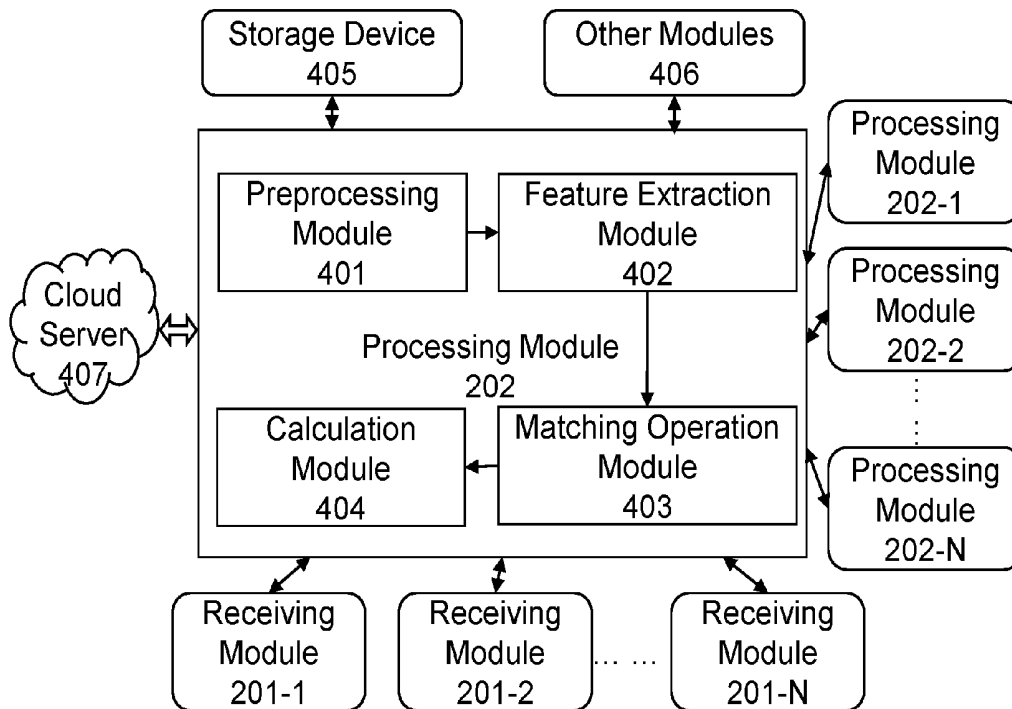 Storage Device
405
Other Modules
406
Processing
Module
202-1
Preprocessing
Module
401
Feature Extraction
Module
402
Cloud
Server
407
Processing
Module
202-2
Processing Module
202
Calculation
Module
404
Matching Operation
Module
403
Processing
Module
202-N
Receiving
Module
201-1
Receiving
Module
201-2
... ...
Receiving
Module
201-N